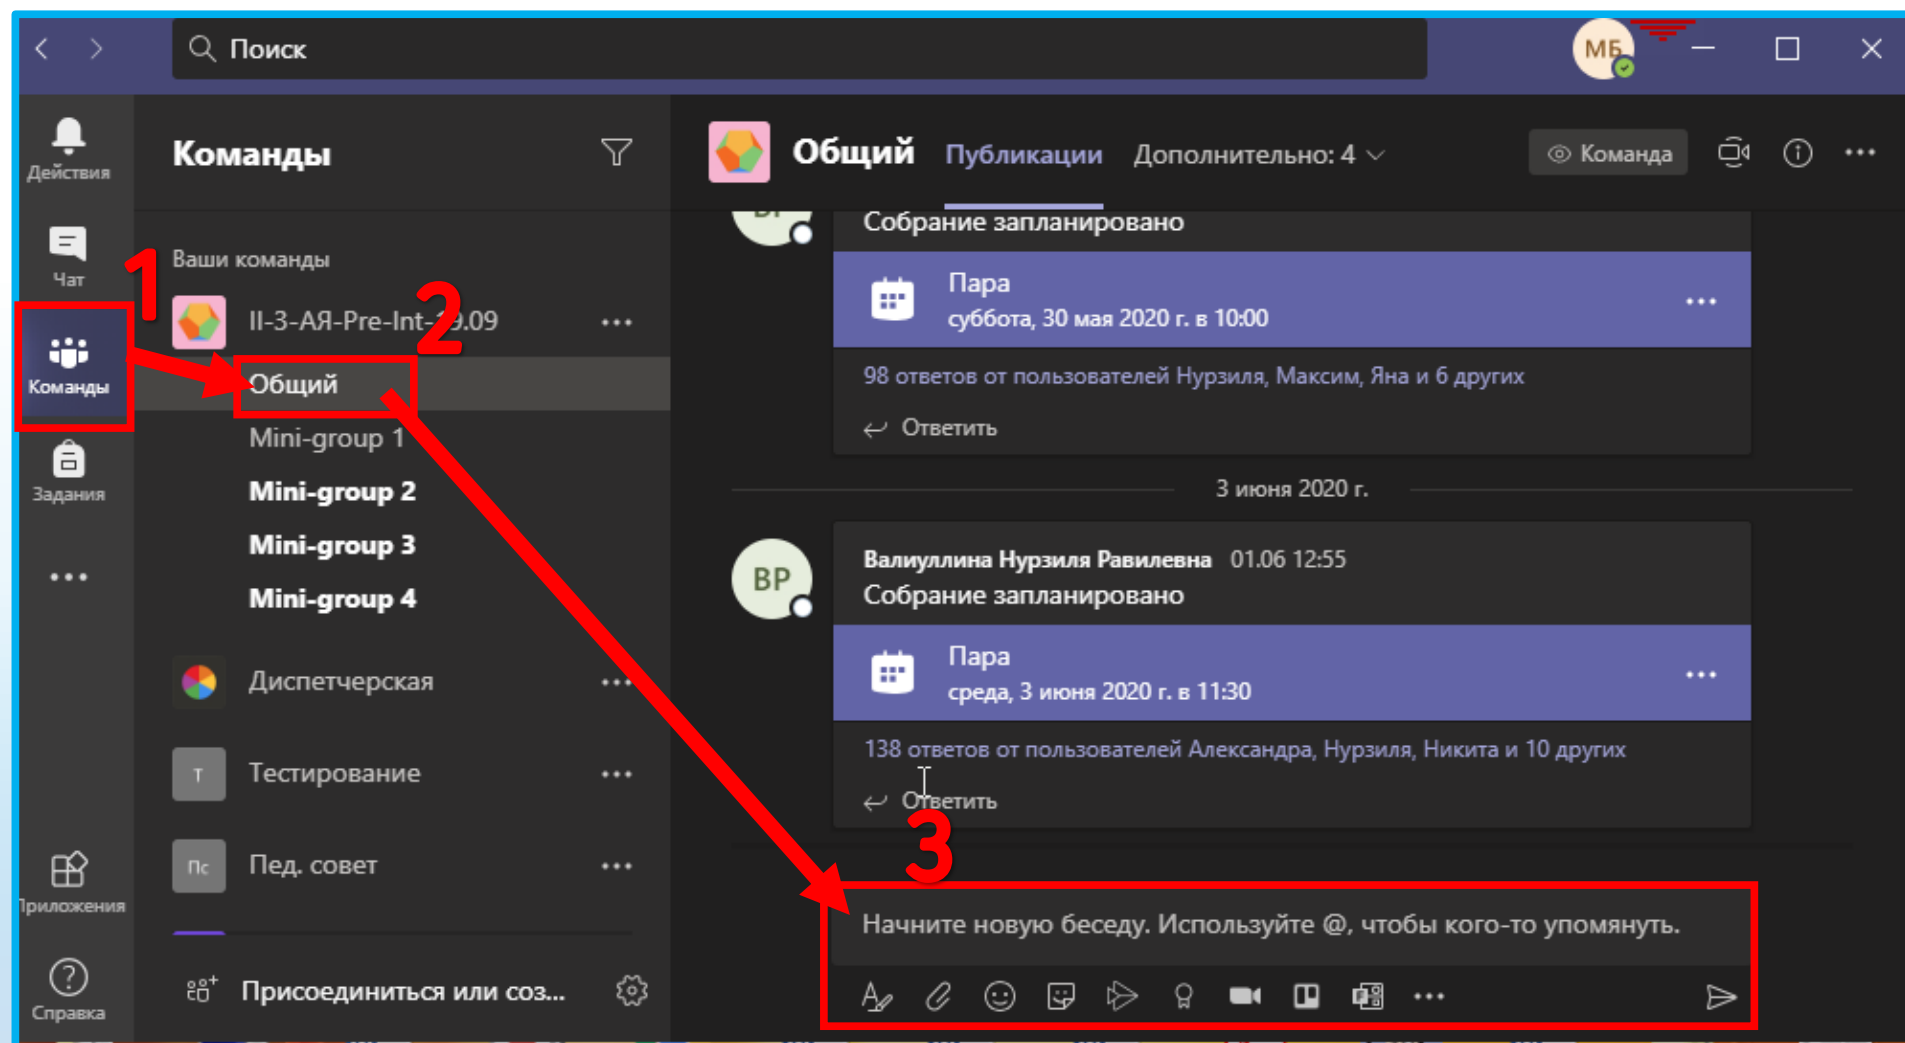 Поиск
МБ
Действия
Чат
Команды
Задания
Приложения
Справка
Команды
Ваши команды
II-3-АЯ-Pre-Int-19.09
Общий
Mini-group 1
Mini-group 2
Mini-group 3
Mini-group 4
Диспетчерская
Т Тестирование
Пс Пед. совет
Присоединиться или соз...
1
2
3
Общий Публикации Дополнительно: 4 Команда
Собрание запланировано
Пара
суббота, 30 мая 2020 г. в 10:00
98 ответов от пользователей Нурзиля, Максим, Яна и 6 других
Ответить
3 июня 2020 г.
ВР
Валиуллина Нурзиля Равилевна 01.06 12:55
Собрание запланировано
Пара
среда, 3 июня 2020 г. в 11:30
138 ответов от пользователей Александра, Нурзиля, Никита и 10 других
Ответить
Начните новую беседу. Используйте @, чтобы кого-то упомянуть.